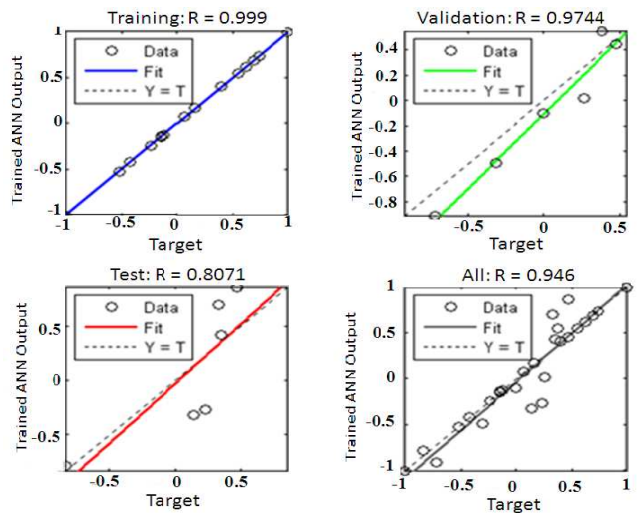 Training: R = 0.999
Trained ANN Output
1
0.5
0
-0.5
-1
Data
Fit
Y = T
-1
-0.5
0
0.5
1
Target
Validation: R = 0.9744
Trained ANN Output
0.4
0.2
0
-0.2
-0.4
-0.6
-0.8
Data
Fit
Y = T
-0.5
0
0.5
Target
Test: R = 0.8071
Trained ANN Output
0.5
0
-0.5
Data
Fit
Y = T
-0.5
0
0.5
Target
All: R = 0.946
Trained ANN Output
1
0.5
0
-0.5
-1
Data
Fit
Y = T
-1
-0.5
0
0.5
1
Target